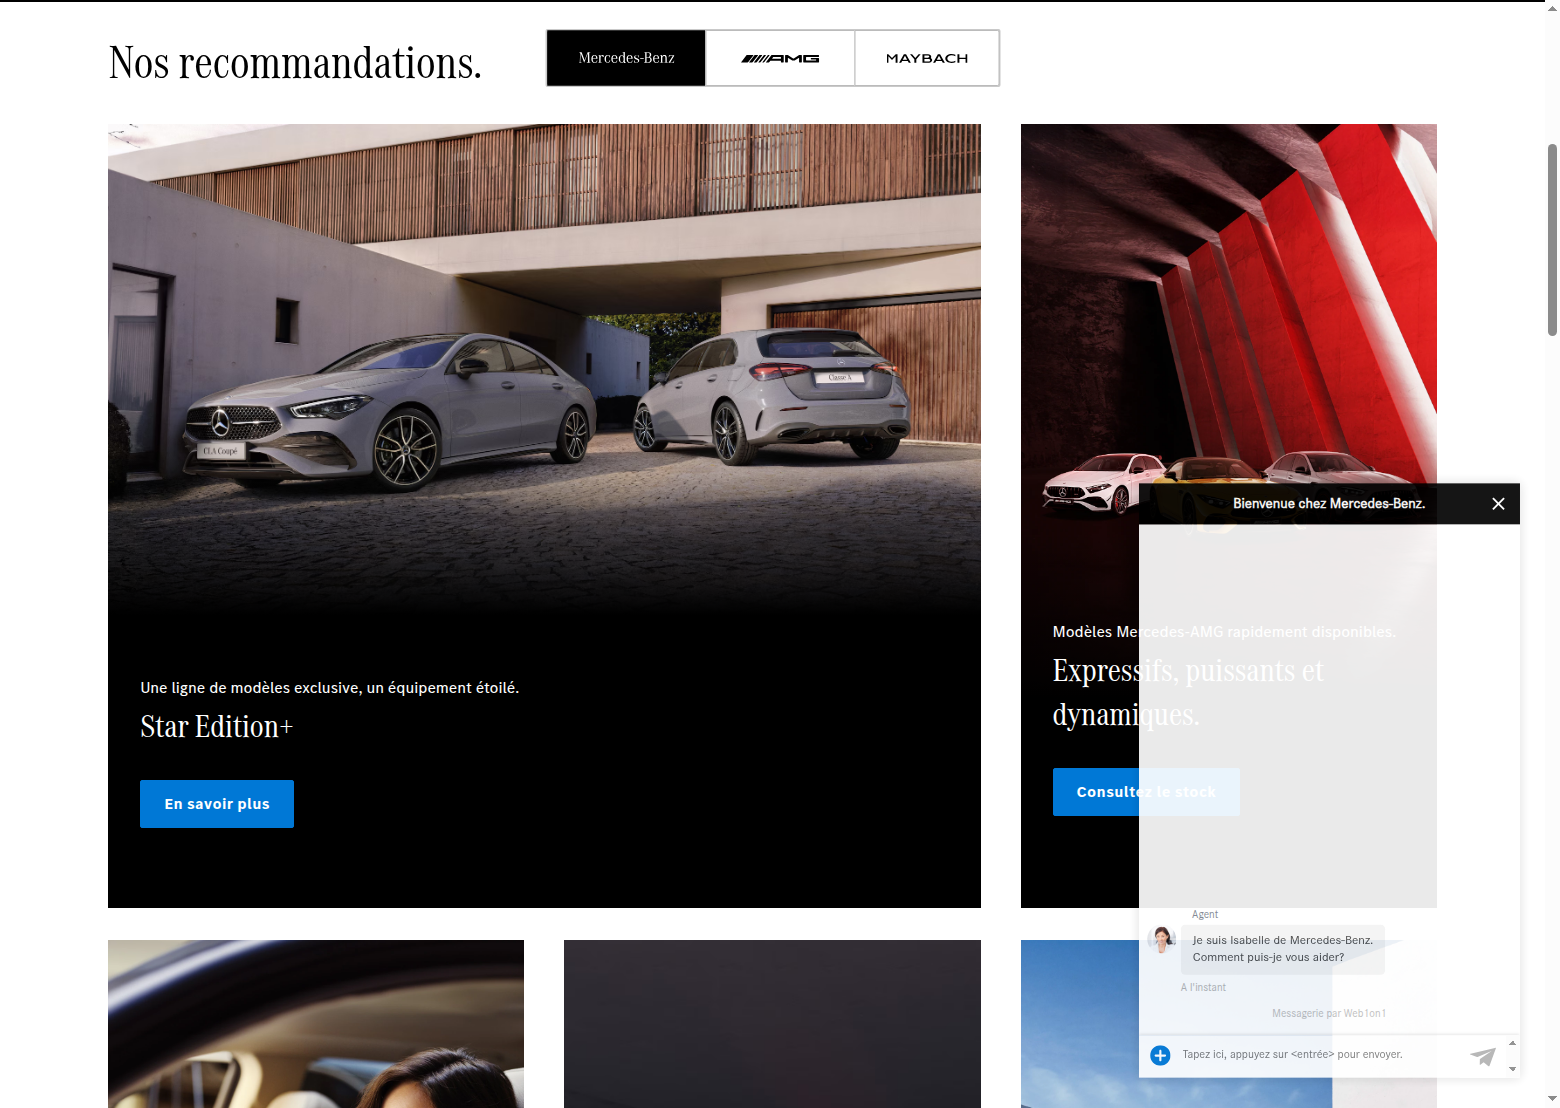 Nos recommandations.
Mercedes-Benz
AMG
MAYBACH
CLA Coupé
Une ligne de modèles exclusive, un équipement étoilé.
Star Edition+
En savoir plus
Modèles Mercedes-AMG rapidement disponibles.
Expressifs, puissants et
dynamiques.
Consultez le stock
Bienvenue chez Mercedes-Benz.
Agent
Je suis Isabelle de Mercedes-Benz.
Comment puis-je vous aider?
A l'instant
Messagerie par Web1on1
Tapez ici, appuyez sur <entrée> pour envoyer.